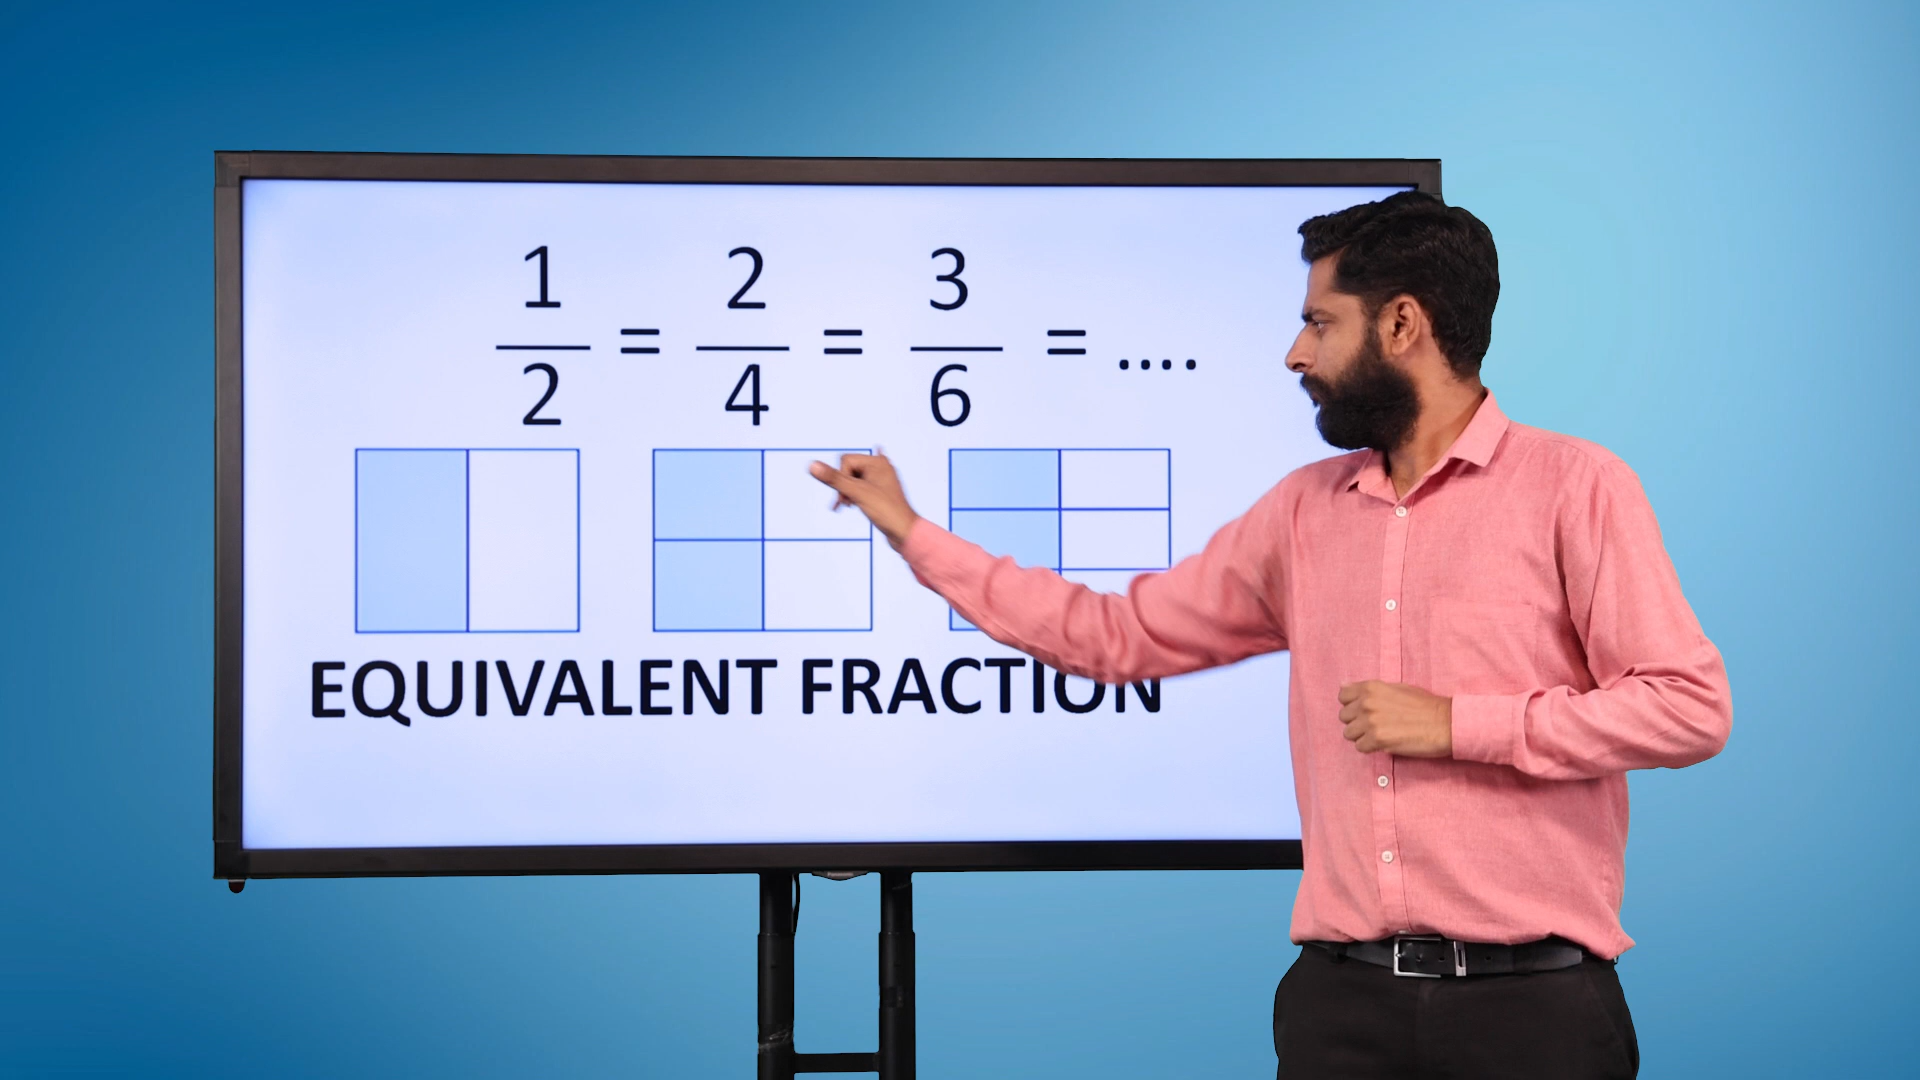 1/2 = 2/4 = 3/6 = ....
EQUIVALENT FRACTION